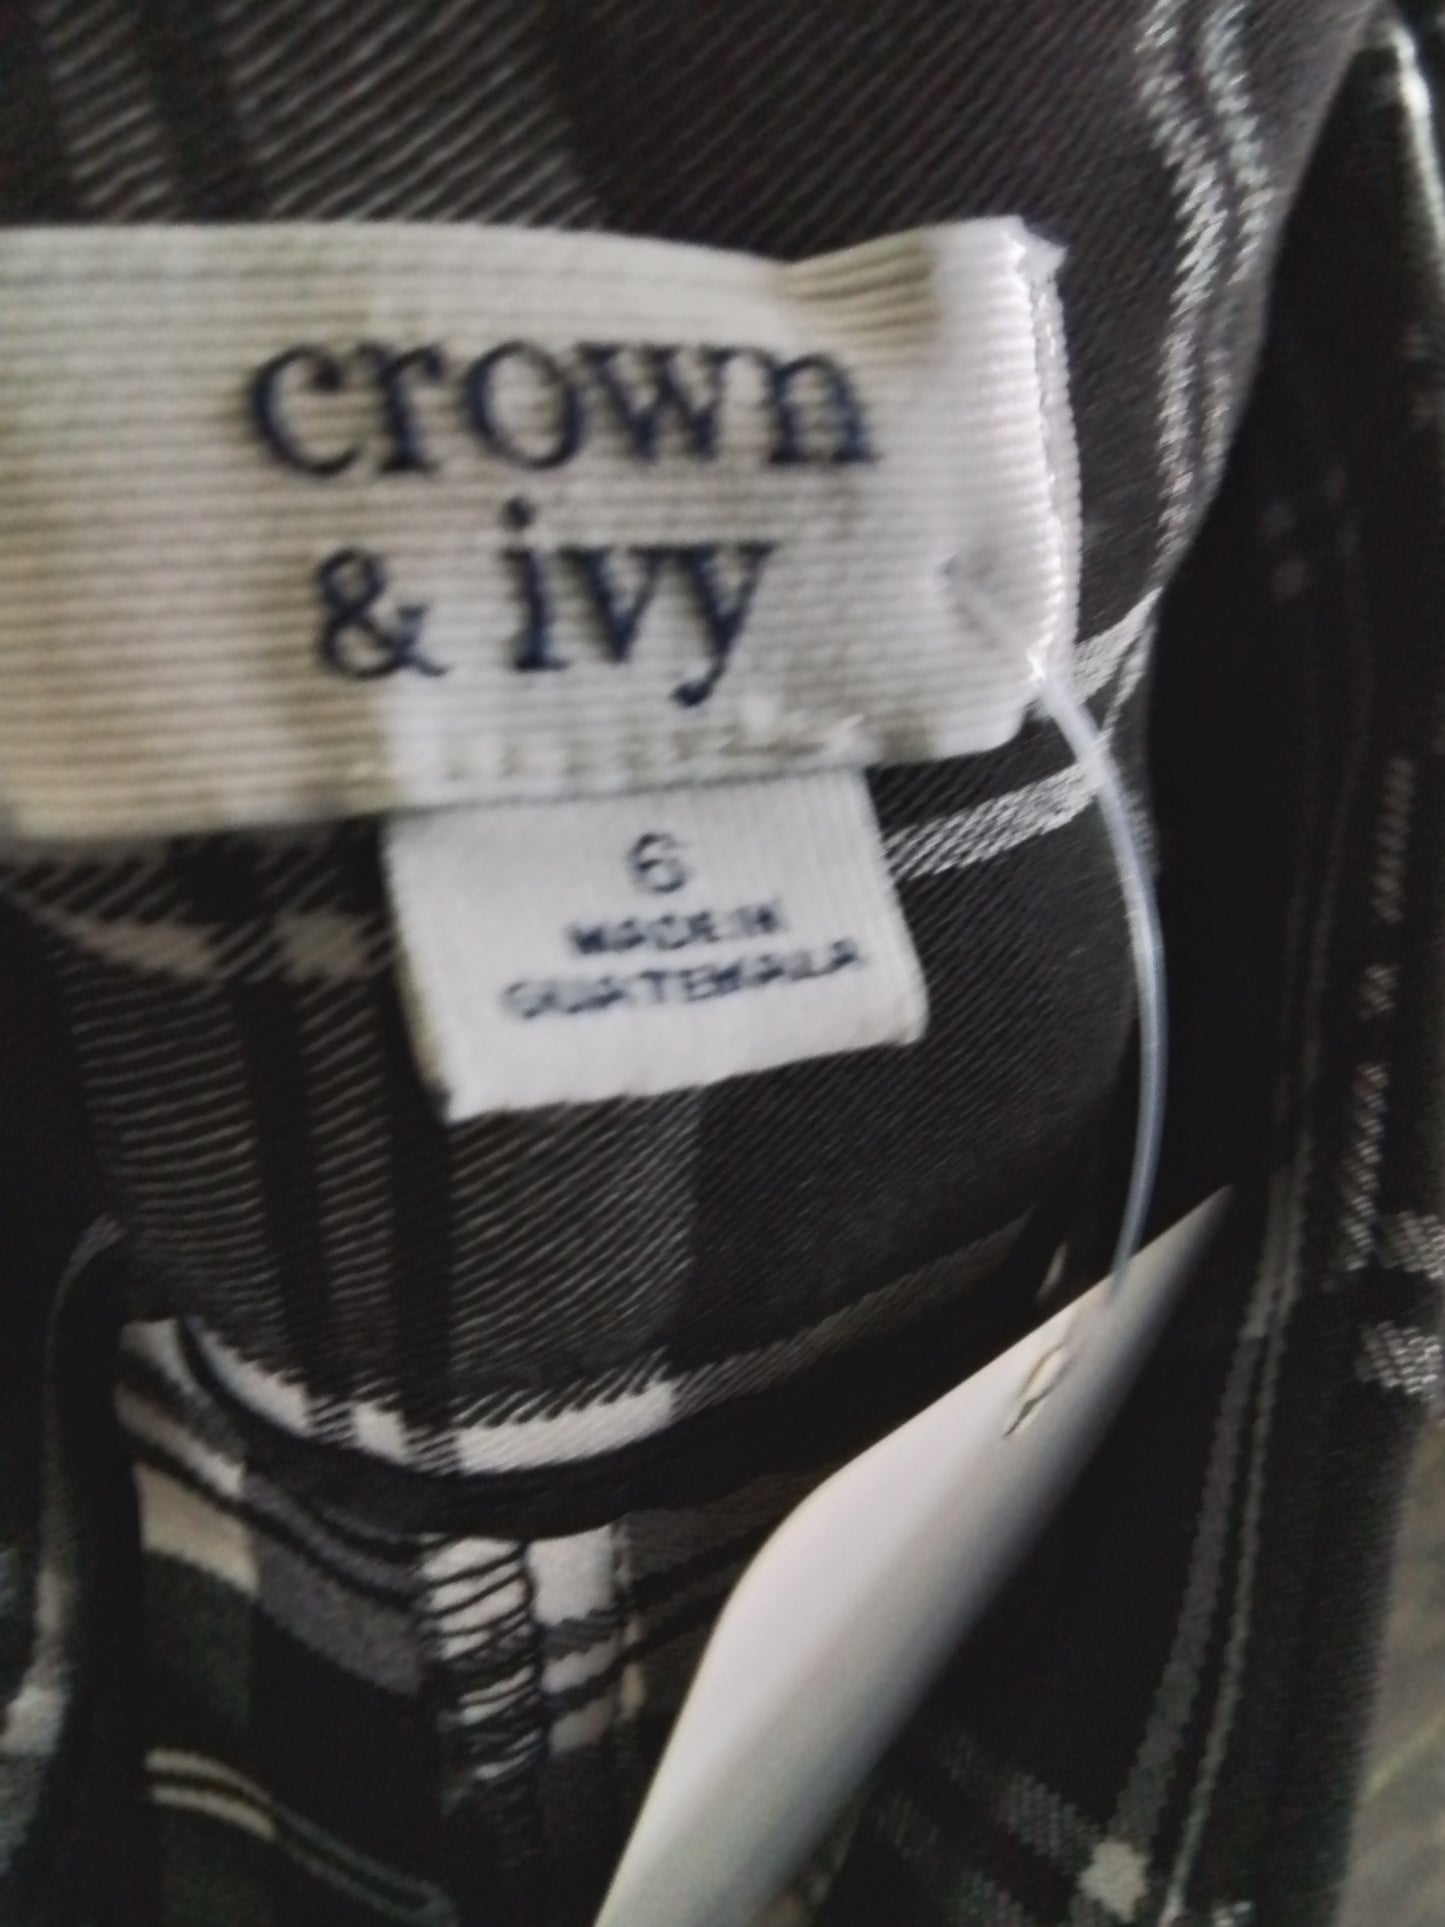 crown
& ivy
6
MADE IN
GUATEMALA